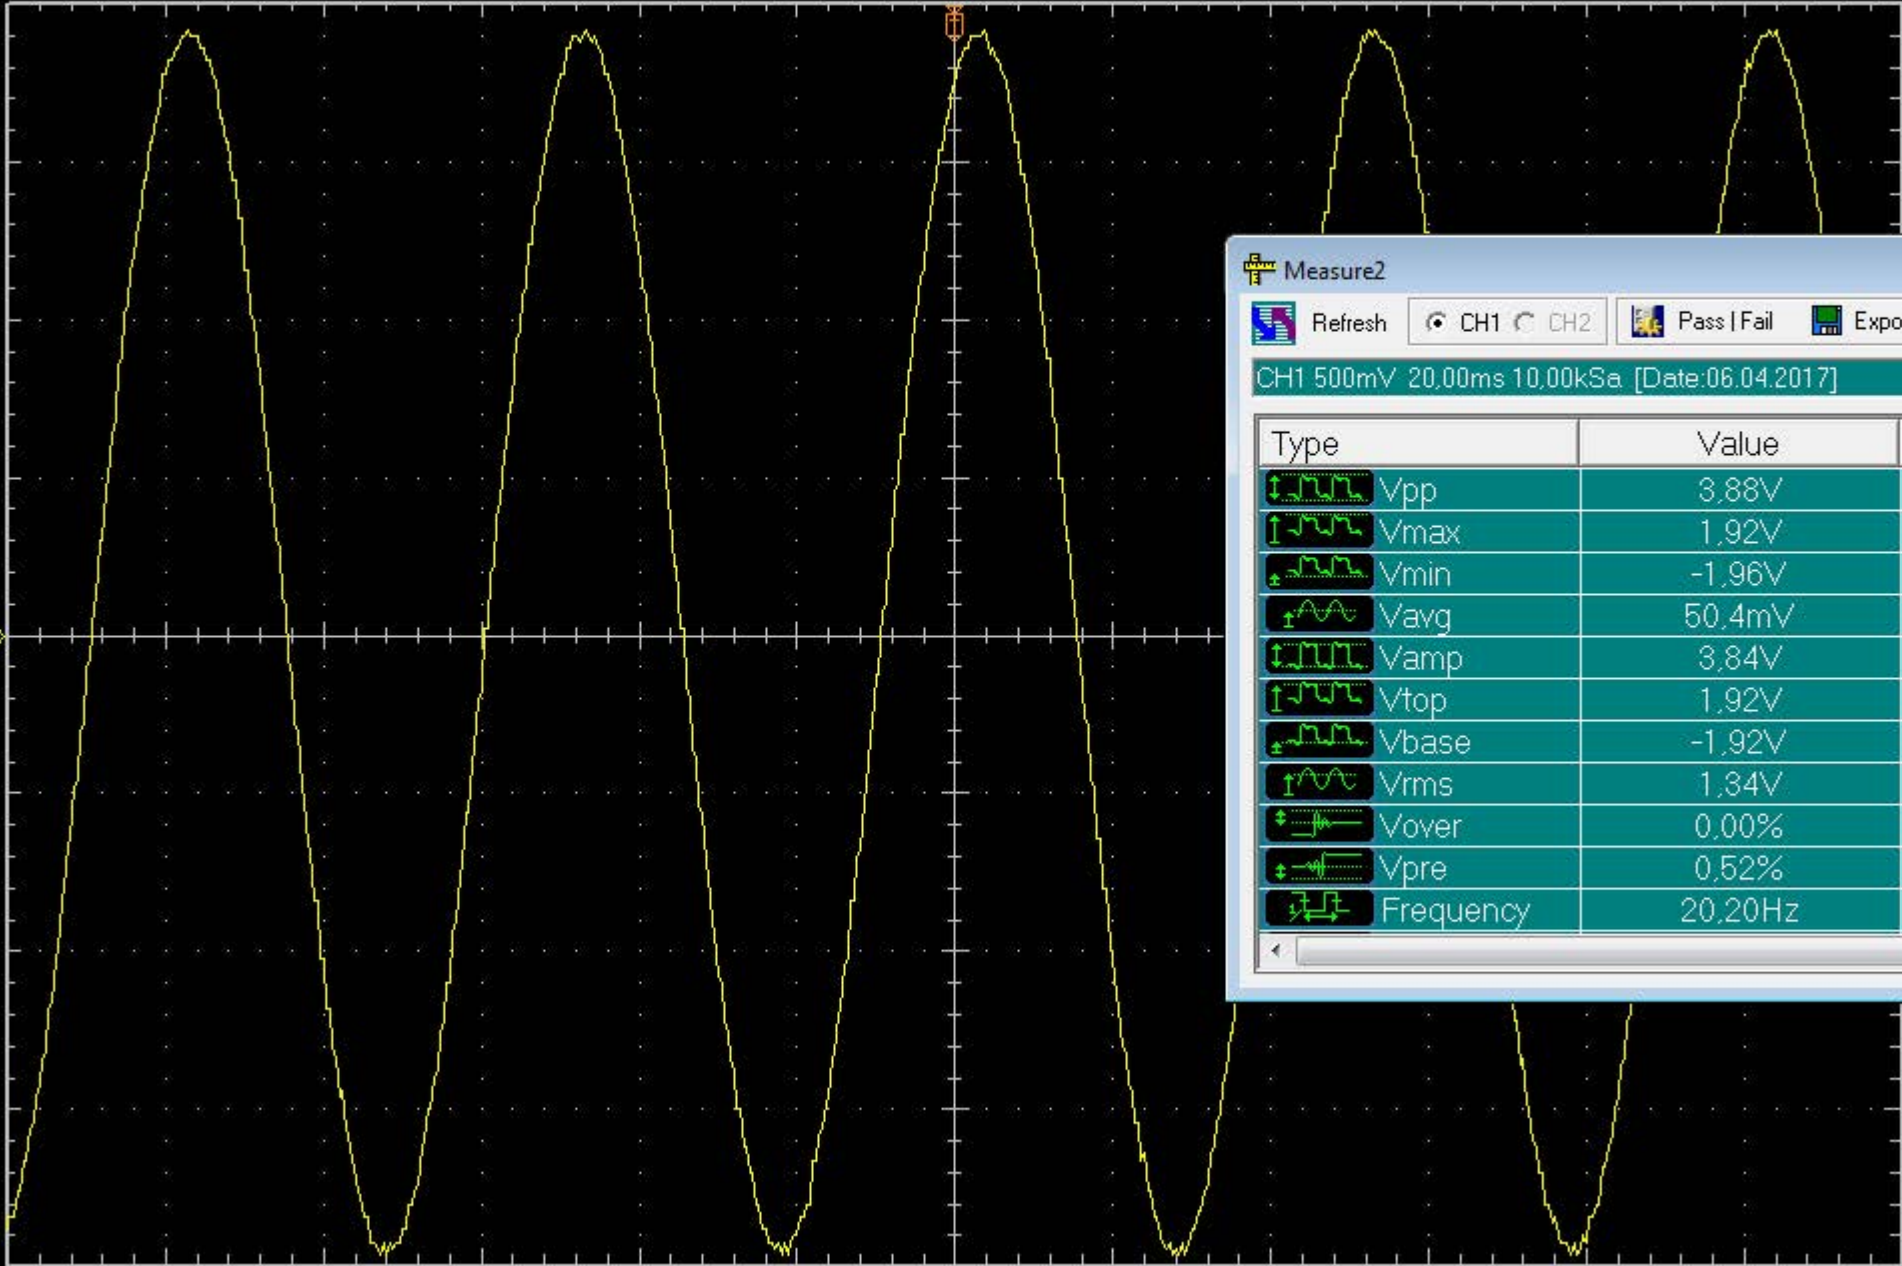 Measure2
Refresh CH1 CH2 Pass | Fail Expo
CH1 500mV 20,00ms 10,00kSa [Date:06.04.2017]
Type Value
Vpp 3,88V
Vmax 1,92V
Vmin -1,96V
Vavg 50,4mV
Vamp 3,84V
Vtop 1,92V
Vbase -1,92V
Vrms 1,34V
Vover 0,00%
Vpre 0,52%
Frequency 20,20Hz